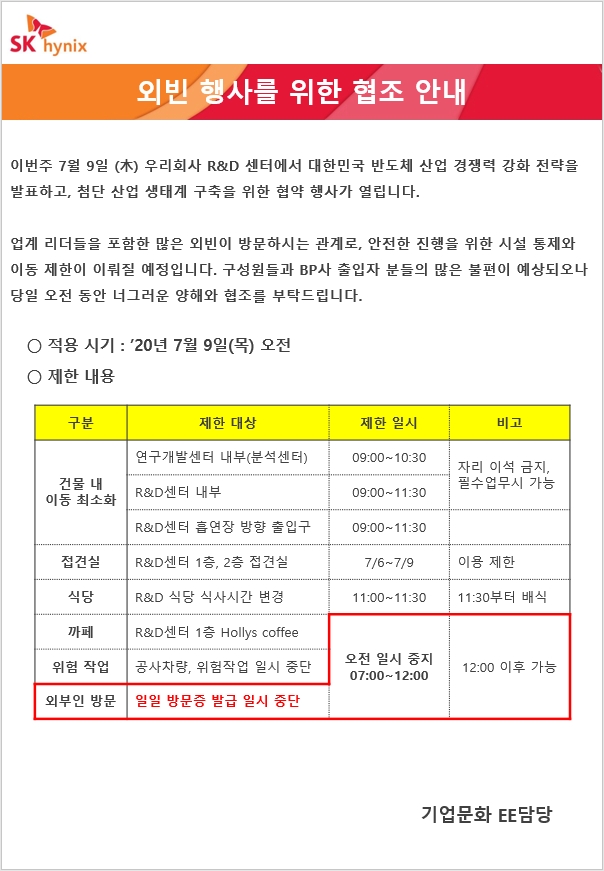 SK hynix
외빈 행사를 위한 협조 안내
이번주 7월 9일 (木) 우리회사 R&D 센터에서 대한민국 반도체 산업 경쟁력 강화 전략을
발표하고, 첨단 산업 생태계 구축을 위한 협약 행사가 열립니다.
업계 리더들을 포함한 많은 외빈이 방문하시는 관계로, 안전한 진행을 위한 시설 통제와
이동 제한이 이뤄질 예정입니다. 구성원들과 BP사 출입자 분들의 많은 불편이 예상되오나
당일 오전 동안 너그러운 양해와 협조를 부탁드립니다.
○ 적용 시기 : ’20년 7월 9일(목) 오전
○ 제한 내용
구분 제한 대상 제한 일시 비고
건물 내
이동 최소화
연구개발센터 내부(분석센터) 09:00~10:30
자리 이석 금지,
필수업무시 가능
R&D센터 내부 09:00~11:30
R&D센터 흡연장 방향 출입구 09:00~11:30
접견실 R&D센터 1층, 2층 접견실 7/6~7/9 이용 제한
식당 R&D 식당 식사시간 변경 11:00~11:30 11:30부터 배식
까페 R&D센터 1층 Hollys coffee
위험 작업 공사차량, 위험작업 일시 중단
오전 일시 중지
07:00~12:00
12:00 이후 가능
외부인 방문 일일 방문증 발급 일시 중단
기업문화 EE담당